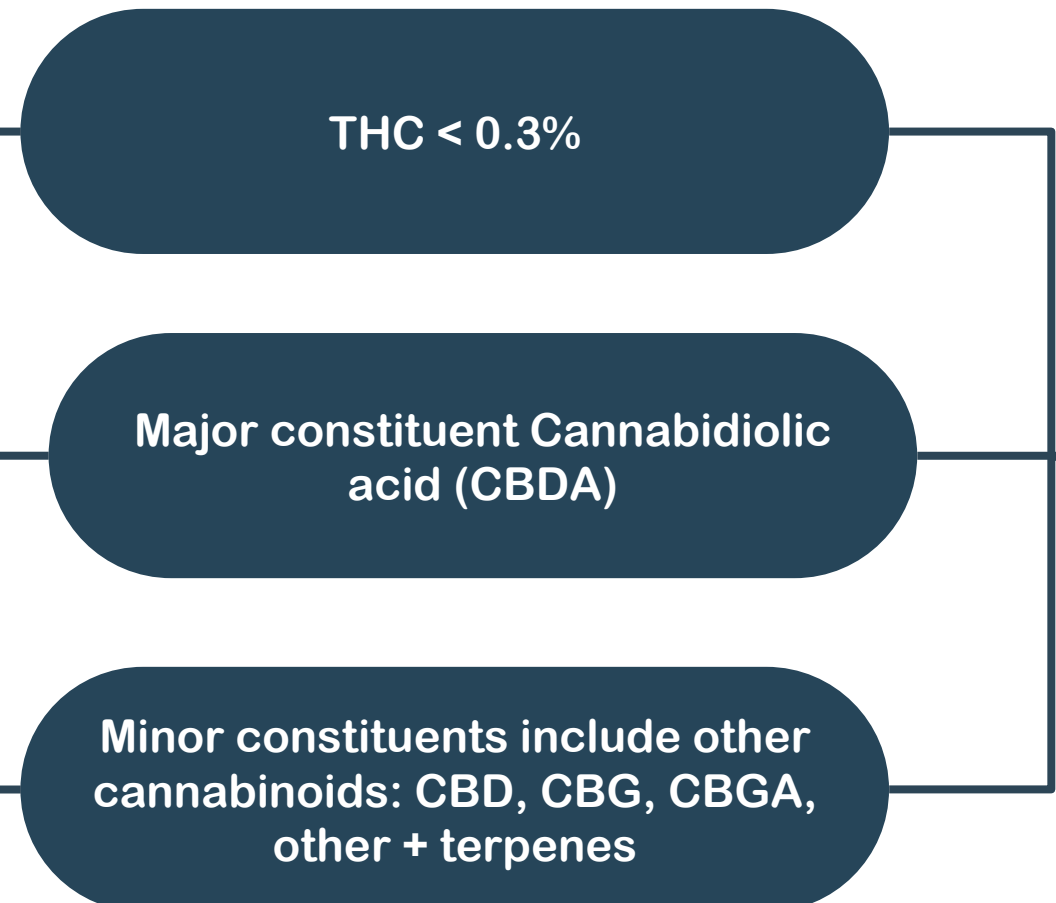 THC < 0.3%
Major constituent Cannabidiolic
acid (CBDA)
Minor constituents include other
cannabinoids: CBD, CBG, CBGA,
other + terpenes